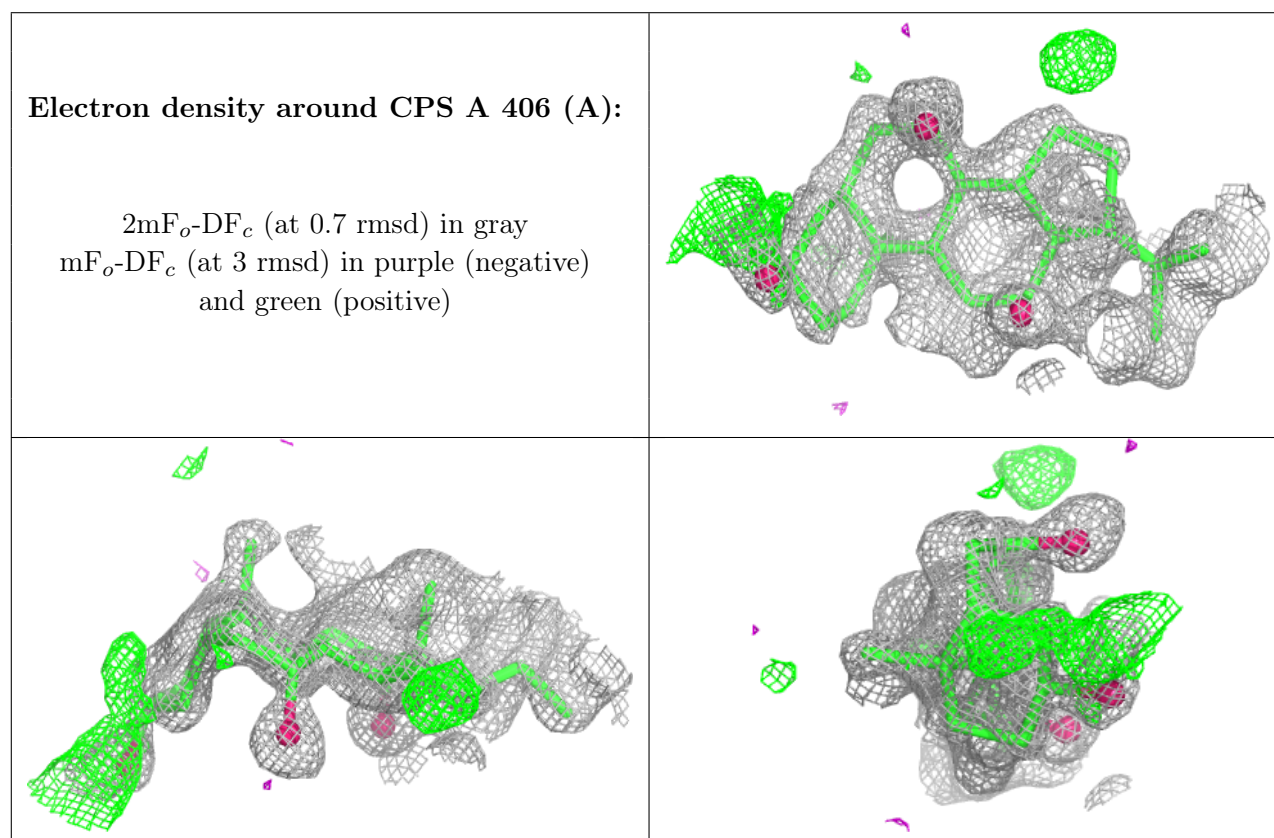 Electron density around CPS A 406 (A):
2mFo-DFc (at 0.7 rmsd) in gray
mFo-DFc (at 3 rmsd) in purple (negative)
and green (positive)